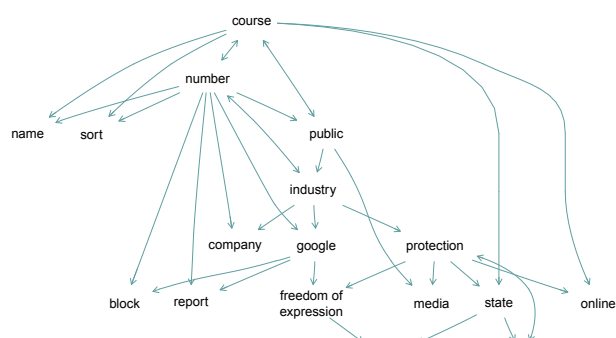 course
number
name
sort
public
industry
company
google
protection
block
report
freedom of
expression
media
state
online